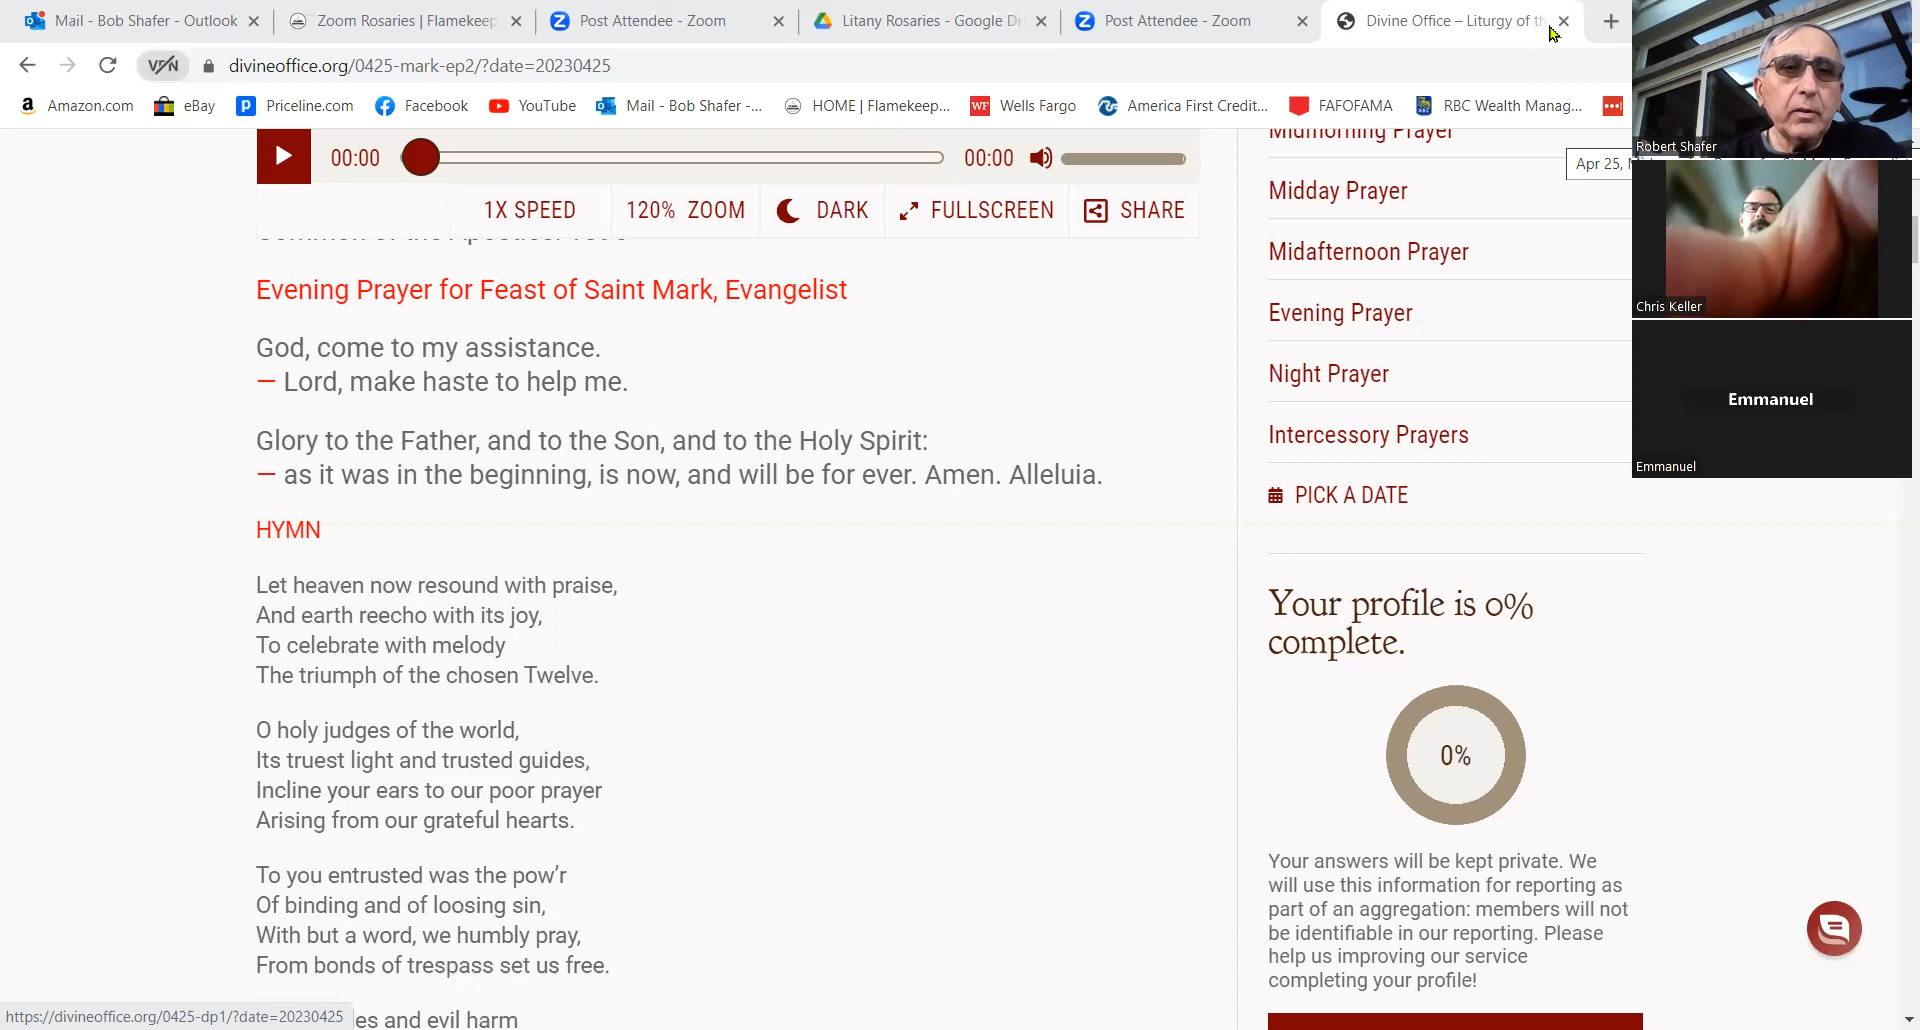 Mail - Bob Shafer - Outlook
Zoom Rosaries | Flamekeep
Post Attendee - Zoom
Litany Rosaries - Google Dr
Post Attendee - Zoom
Divine Office – Liturgy of th
VPN
divineoffice.org/0425-mark-ep2/?date=20230425
Amazon.com
eBay
Priceline.com
Facebook
YouTube
Mail - Bob Shafer -...
HOME | Flamekeep...
Wells Fargo
America First Credit...
FAFOFAMA
RBC Wealth Manag...
00:00
00:00
1X SPEED
120% ZOOM
DARK
FULLSCREEN
SHARE
Evening Prayer for Feast of Saint Mark, Evangelist
God, come to my assistance.
— Lord, make haste to help me.
Glory to the Father, and to the Son, and to the Holy Spirit:
— as it was in the beginning, is now, and will be for ever. Amen. Alleluia.
HYMN
Let heaven now resound with praise,
And earth reecho with its joy,
To celebrate with melody
The triumph of the chosen Twelve.
O holy judges of the world,
Its truest light and trusted guides,
Incline your ears to our poor prayer
Arising from our grateful hearts.
To you entrusted was the pow’r
Of binding and of loosing sin,
With but a word, we humbly pray,
From bonds of trespass set us free.
es and evil harm
https://divineoffice.org/0425-dp1/?date=20230425
Midmorning Prayer
Midday Prayer
Midafternoon Prayer
Evening Prayer
Night Prayer
Intercessory Prayers
PICK A DATE
Your profile is 0%
complete.
0%
Your answers will be kept private. We
will use this information for reporting as
part of an aggregation: members will not
be identifiable in our reporting. Please
help us improving our service
completing your profile!
Apr 25,
Robert Shafer
Chris Keller
Emmanuel
Emmanuel